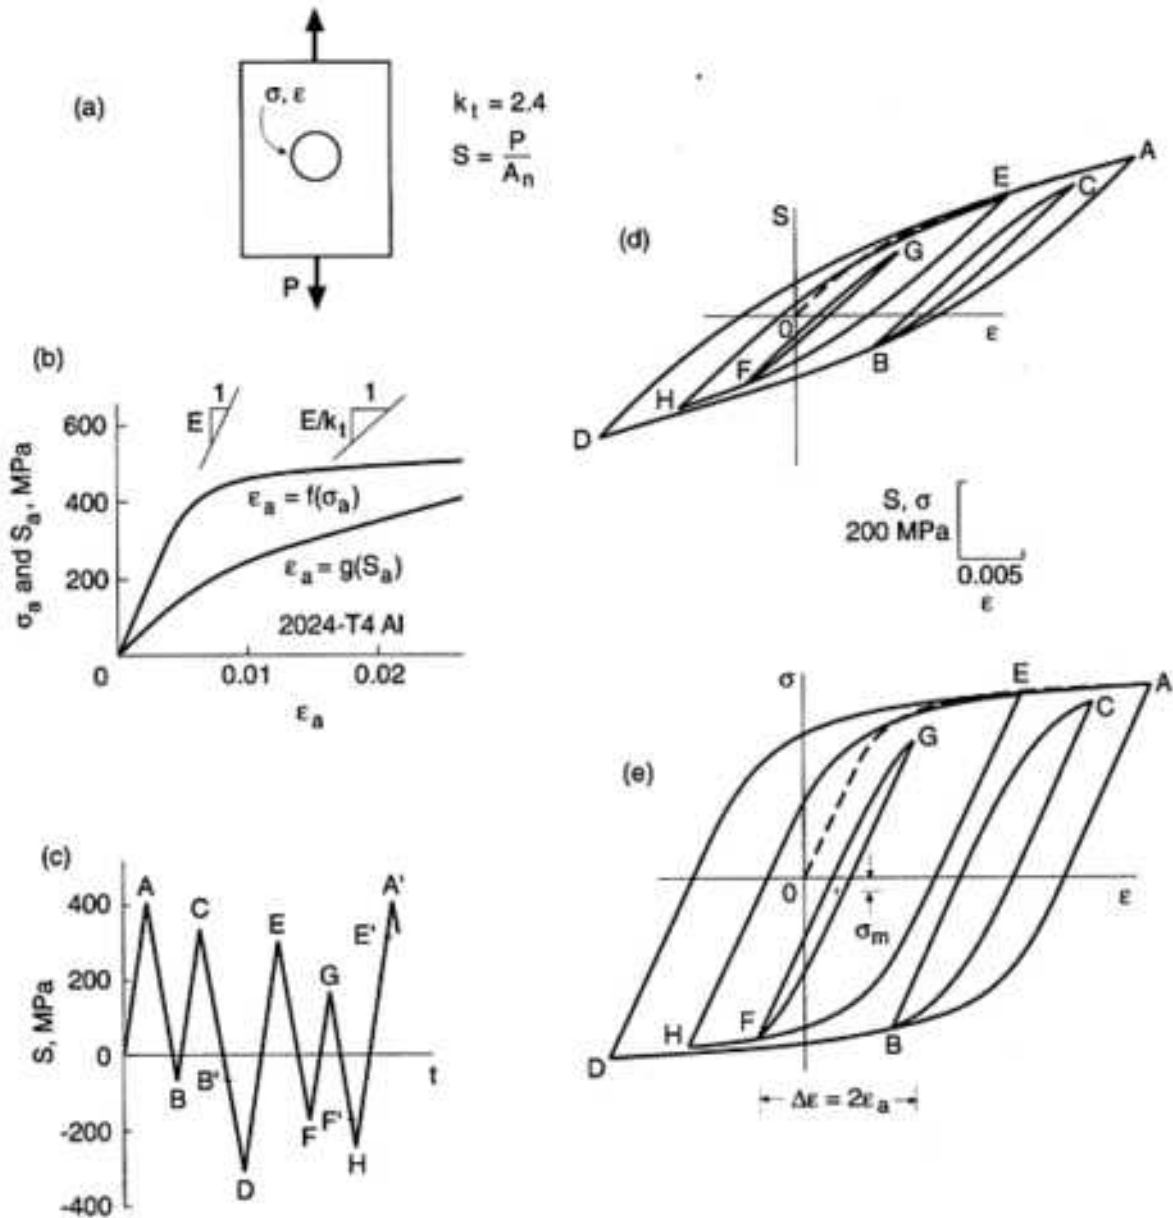 (a)
σ, ε
P
k_t = 2.4
S = P / A_n
(b)
σ_a and S_a, MPa
600
400
200
0
0.01
0.02
ε_a
1
E
1
E/k_t
ε_a = f(σ_a)
ε_a = g(S_a)
2024-T4 Al
(c)
S, MPa
400
200
0
-200
-400
A
B
B'
C
D
E
F
F'
G
H
E'
A'
t
(d)
S
ε
0
A
E
C
G
B
F
H
D
S, σ
200 MPa
0.005
ε
(e)
σ
ε
0
E
A
C
G
σ_m
H
F
D
B
Δε = 2ε_a